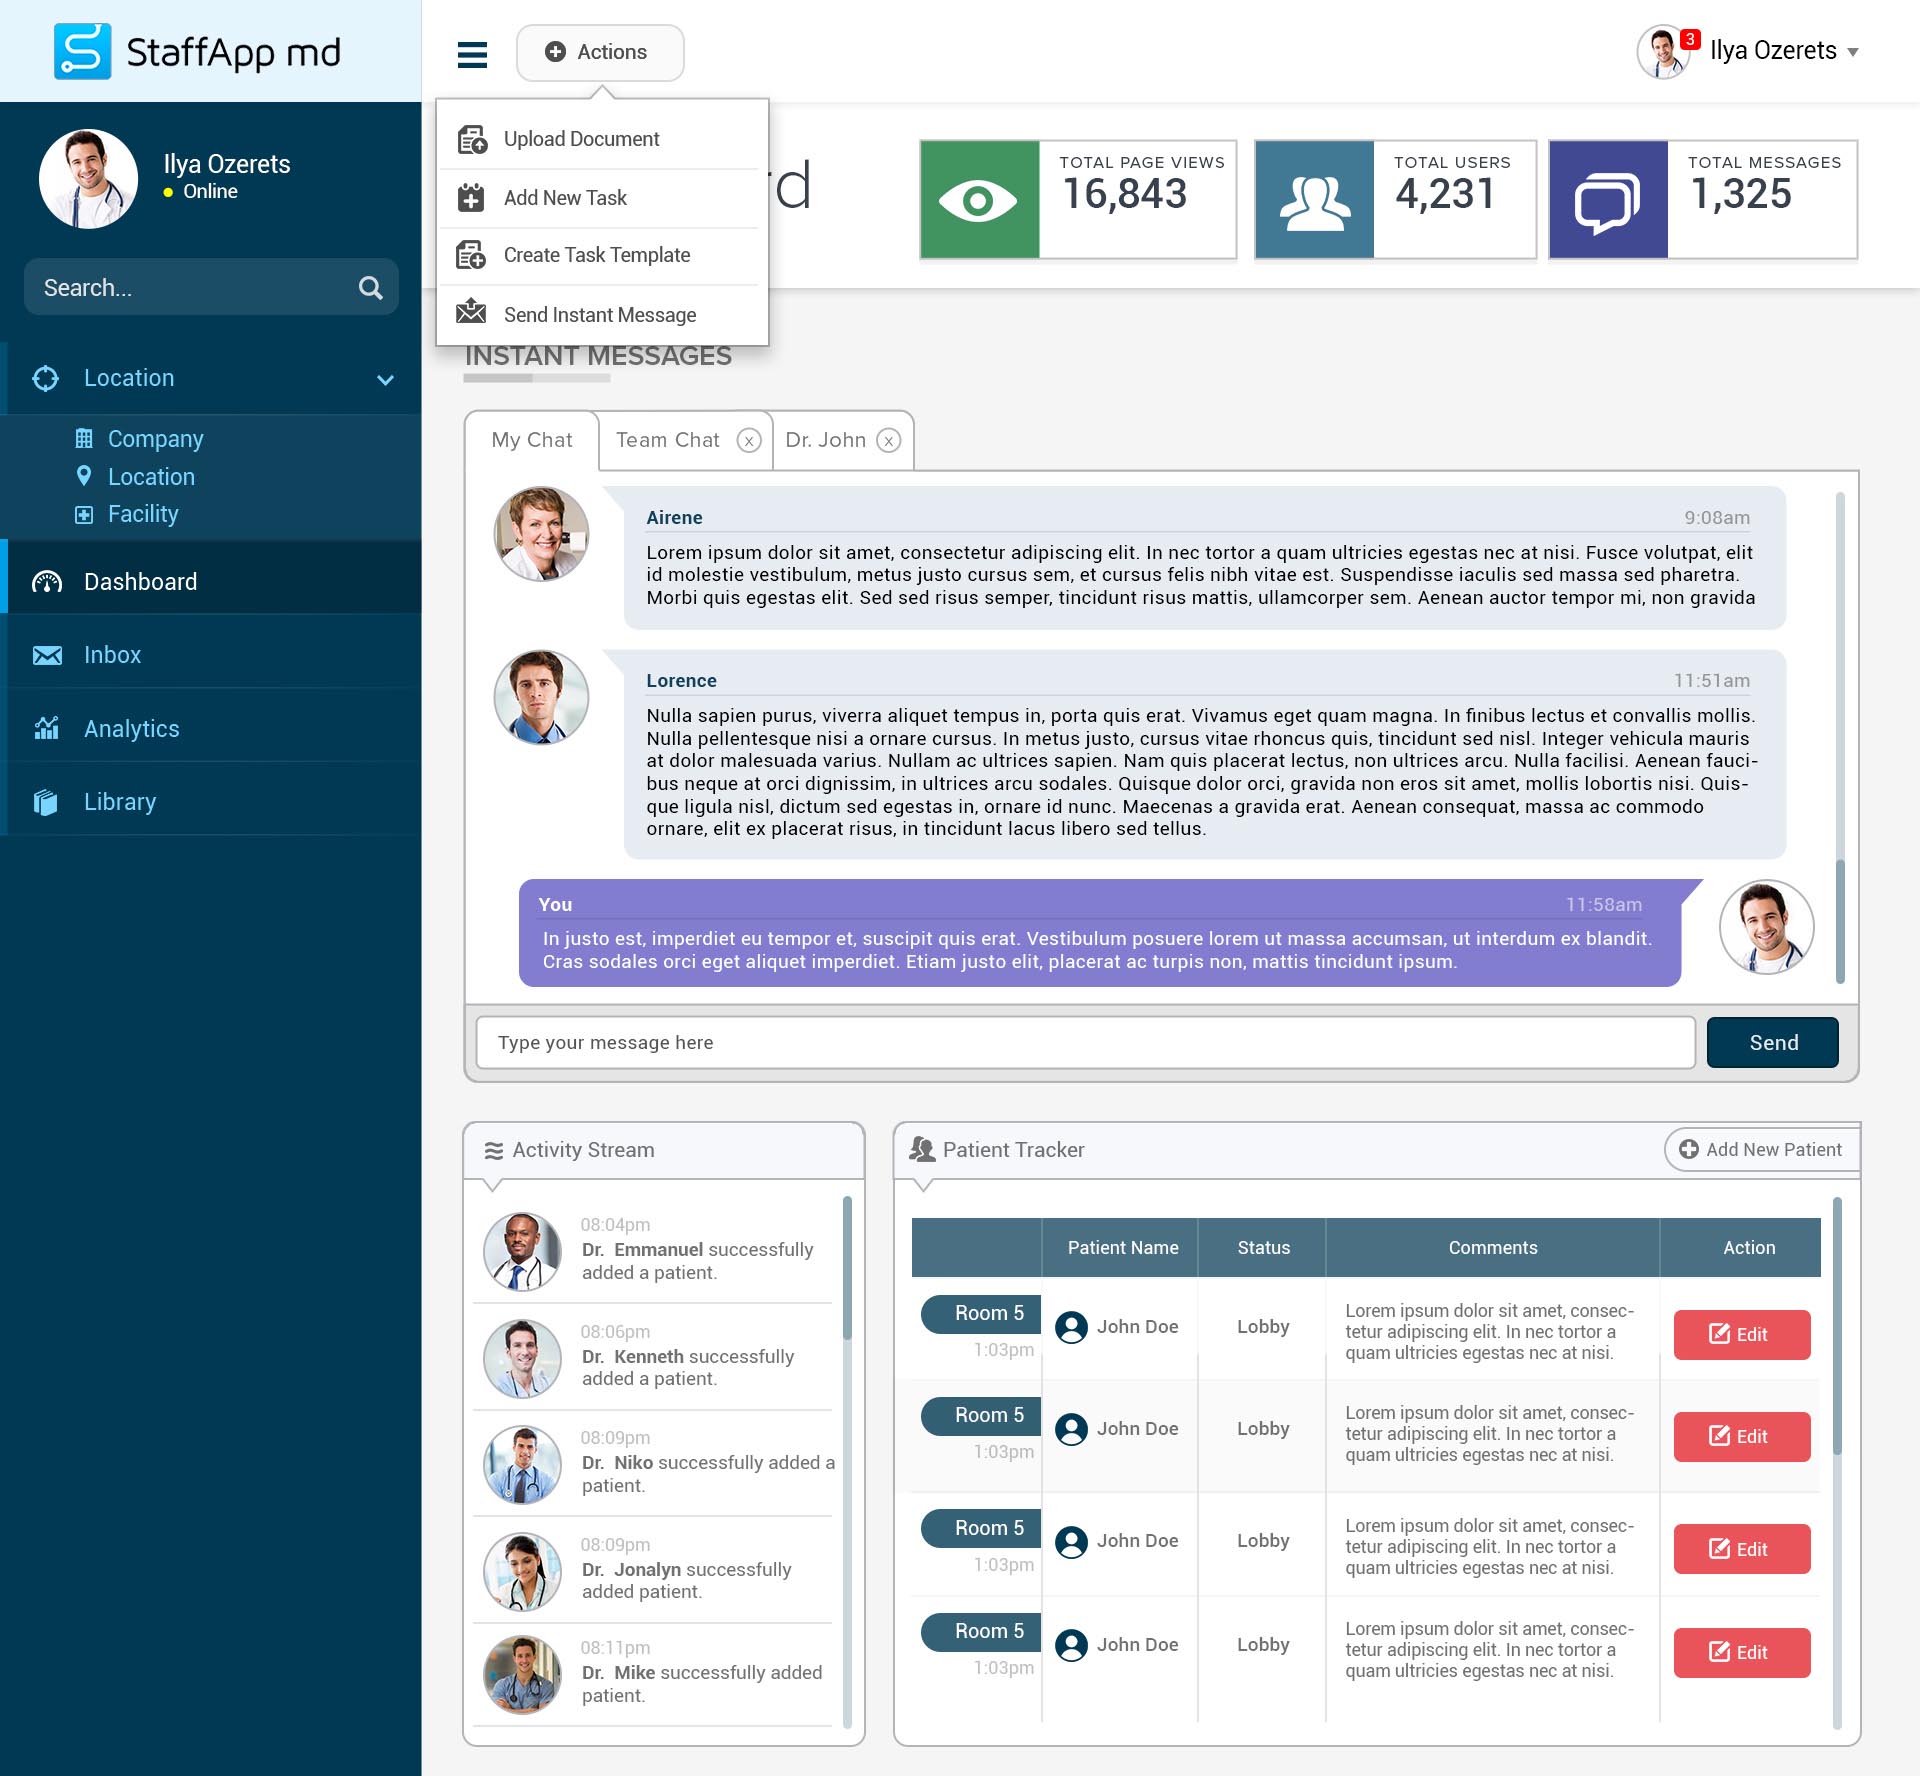 StaffApp md
Actions
3
Ilya Ozerets
Ilya Ozerets
Online
Search...
Location
Company
Location
Facility
Dashboard
Inbox
Analytics
Library
Upload Document
Add New Task
Create Task Template
Send Instant Message
rd
TOTAL PAGE VIEWS
16,843
TOTAL USERS
4,231
TOTAL MESSAGES
1,325
INSTANT MESSAGES
My Chat
Team Chat x
Dr. John x
Airene 9:08am
Lorem ipsum dolor sit amet, consectetur adipiscing elit. In nec tortor a quam ultricies egestas nec at nisi. Fusce volutpat, elit
id molestie vestibulum, metus justo cursus sem, et cursus felis nibh vitae est. Suspendisse iaculis sed massa sed pharetra.
Morbi quis egestas elit. Sed sed risus semper, tincidunt risus mattis, ullamcorper sem. Aenean auctor tempor mi, non gravida
Lorence 11:51am
Nulla sapien purus, viverra aliquet tempus in, porta quis erat. Vivamus eget quam magna. In finibus lectus et convallis mollis.
Nulla pellentesque nisi a ornare cursus. In metus justo, cursus vitae rhoncus quis, tincidunt sed nisl. Integer vehicula mauris
at dolor malesuada varius. Nullam ac ultrices sapien. Nam quis placerat lectus, non ultrices arcu. Nulla facilisi. Aenean fauci-
bus neque at orci dignissim, in ultrices arcu sodales. Quisque dolor orci, gravida non eros sit amet, mollis lobortis nisi. Quis-
que ligula nisl, dictum sed egestas in, ornare id nunc. Maecenas a gravida erat. Aenean consequat, massa ac commodo
ornare, elit ex placerat risus, in tincidunt lacus libero sed tellus.
You 11:58am
In justo est, imperdiet eu tempor et, suscipit quis erat. Vestibulum posuere lorem ut massa accumsan, ut interdum ex blandit.
Cras sodales orci eget aliquet imperdiet. Etiam justo elit, placerat ac turpis non, mattis tincidunt ipsum.
Type your message here
Send
Activity Stream
08:04pm
Dr. Emmanuel successfully
added a patient.
08:06pm
Dr. Kenneth successfully
added a patient.
08:09pm
Dr. Niko successfully added a
patient.
08:09pm
Dr. Jonalyn successfully
added patient.
08:11pm
Dr. Mike successfully added
patient.
Patient Tracker
Add New Patient
Patient Name Status Comments Action
Room 5
1:03pm
John Doe
Lobby
Lorem ipsum dolor sit amet, consec-
tetur adipiscing elit. In nec tortor a
quam ultricies egestas nec at nisi.
Edit
Room 5
1:03pm
John Doe
Lobby
Lorem ipsum dolor sit amet, consec-
tetur adipiscing elit. In nec tortor a
quam ultricies egestas nec at nisi.
Edit
Room 5
1:03pm
John Doe
Lobby
Lorem ipsum dolor sit amet, consec-
tetur adipiscing elit. In nec tortor a
quam ultricies egestas nec at nisi.
Edit
Room 5
1:03pm
John Doe
Lobby
Lorem ipsum dolor sit amet, consec-
tetur adipiscing elit. In nec tortor a
quam ultricies egestas nec at nisi.
Edit